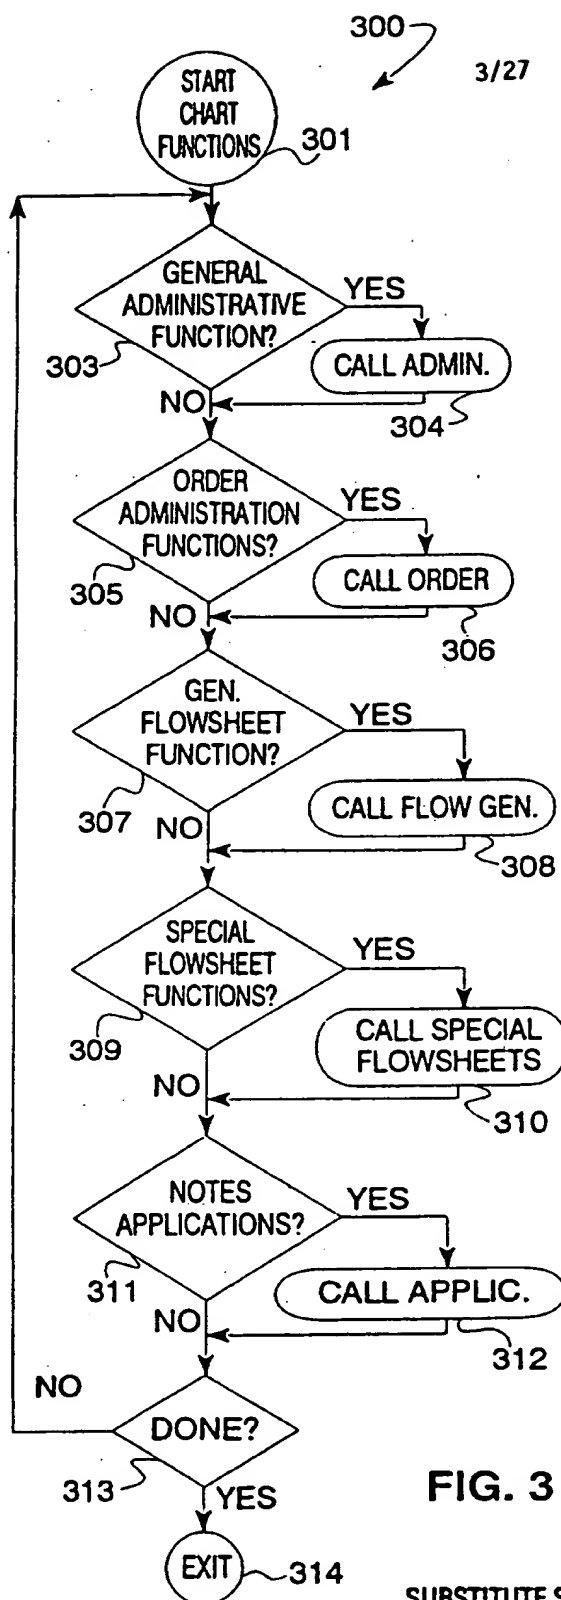 300
3/27
START
CHART
FUNCTIONS
301
GENERAL
ADMINISTRATIVE
FUNCTION?
303
YES
CALL ADMIN.
304
NO
ORDER
ADMINISTRATION
FUNCTIONS?
305
YES
CALL ORDER
306
NO
GEN.
FLOWSHEET
FUNCTION?
307
YES
CALL FLOW GEN.
308
NO
SPECIAL
FLOWSHEET
FUNCTIONS?
309
YES
CALL SPECIAL
FLOWSHEETS
310
NO
NOTES
APPLICATIONS?
311
YES
CALL APPLIC.
312
NO
NO
DONE?
313
YES
FIG. 3
EXIT
314
SUBSTITUTE S